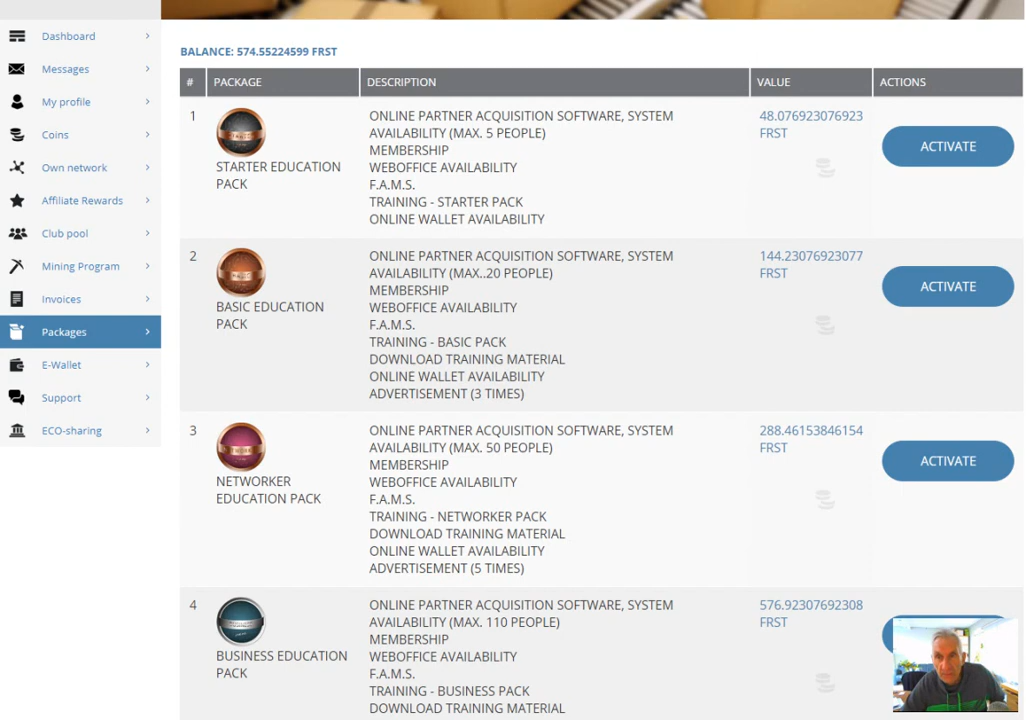 Dashboard
Messages
My profile
Coins
Own network
Affiliate Rewards
Club pool
Mining Program
Invoices
Packages
E-Wallet
Support
ECO-sharing
BALANCE: 574.55224599 FRST
# PACKAGE DESCRIPTION VALUE ACTIONS
1
STARTER EDUCATION
PACK
ONLINE PARTNER ACQUISITION SOFTWARE, SYSTEM
AVAILABILITY (MAX. 5 PEOPLE)
MEMBERSHIP
WEBOFFICE AVAILABILITY
F.A.M.S.
TRAINING - STARTER PACK
ONLINE WALLET AVAILABILITY
48.076923076923
FRST
ACTIVATE
2
BASIC EDUCATION
PACK
ONLINE PARTNER ACQUISITION SOFTWARE, SYSTEM
AVAILABILITY (MAX..20 PEOPLE)
MEMBERSHIP
WEBOFFICE AVAILABILITY
F.A.M.S.
TRAINING - BASIC PACK
DOWNLOAD TRAINING MATERIAL
ONLINE WALLET AVAILABILITY
ADVERTISEMENT (3 TIMES)
144.23076923077
FRST
ACTIVATE
3
NETWORKER
EDUCATION PACK
ONLINE PARTNER ACQUISITION SOFTWARE, SYSTEM
AVAILABILITY (MAX. 50 PEOPLE)
MEMBERSHIP
WEBOFFICE AVAILABILITY
F.A.M.S.
TRAINING - NETWORKER PACK
DOWNLOAD TRAINING MATERIAL
ONLINE WALLET AVAILABILITY
ADVERTISEMENT (5 TIMES)
288.46153846154
FRST
ACTIVATE
4
BUSINESS EDUCATION
PACK
ONLINE PARTNER ACQUISITION SOFTWARE, SYSTEM
AVAILABILITY (MAX. 110 PEOPLE)
MEMBERSHIP
WEBOFFICE AVAILABILITY
F.A.M.S.
TRAINING - BUSINESS PACK
DOWNLOAD TRAINING MATERIAL
576.92307692308
FRST